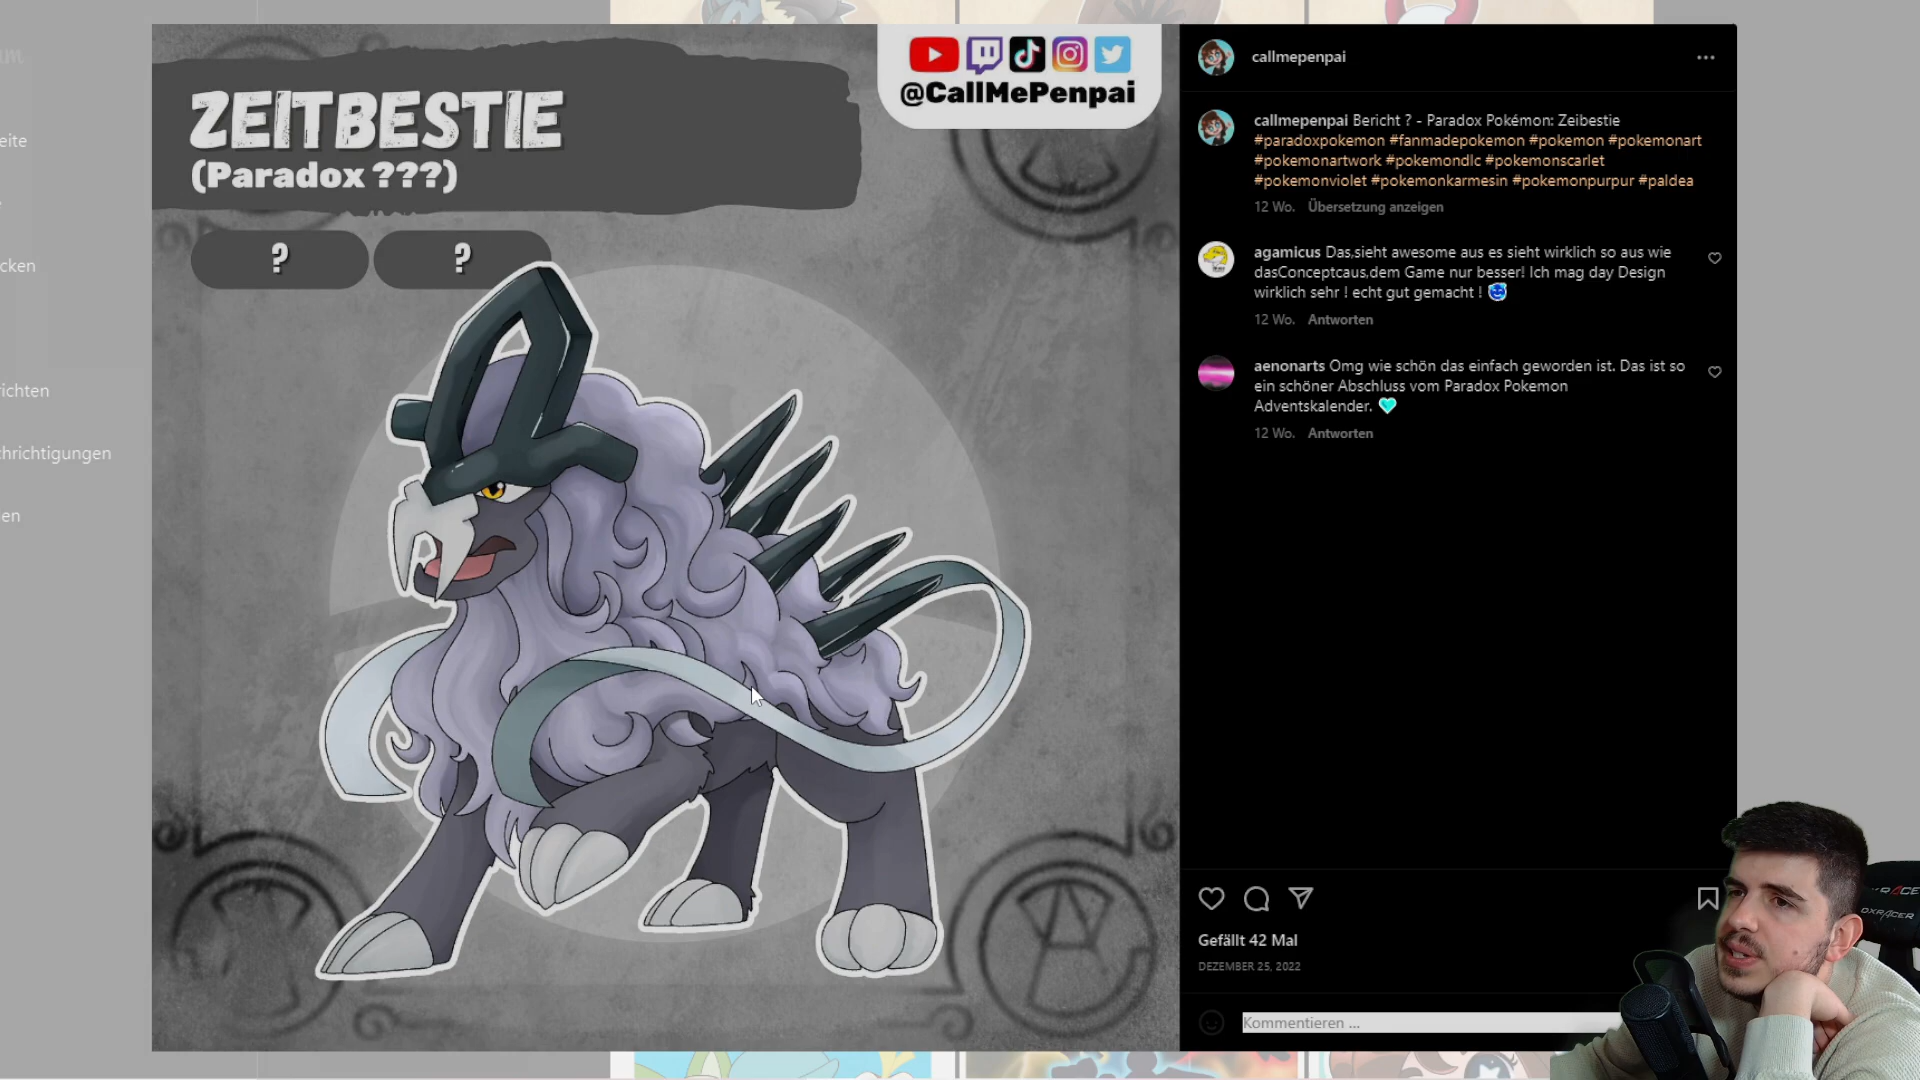 ZEITBESTIE
(Paradox ???)
? ?
@CallMePenpai
eite
cken
richten
chrichtigungen
en
callmepenpai
callmepenpai Bericht ? - Paradox Pokémon: Zeibestie
#paradoxpokemon #fanmadepokemon #pokemon #pokemonart
#pokemonartwork #pokemondlc #pokemonscarlet
#pokemonviolet #pokemonkarmesin #pokemonpurpur #paldea
12 Wo. Übersetzung anzeigen
agamicus Das,sieht awesome aus es sieht wirklich so aus wie
dasConceptcaus,dem Game nur besser! Ich mag day Design
wirklich sehr ! echt gut gemacht !
12 Wo. Antworten
aenonarts Omg wie schön das einfach geworden ist. Das ist so
ein schöner Abschluss vom Paradox Pokemon
Adventskalender.
12 Wo. Antworten
Gefällt 42 Mal
DEZEMBER 25, 2022
Kommentieren ...